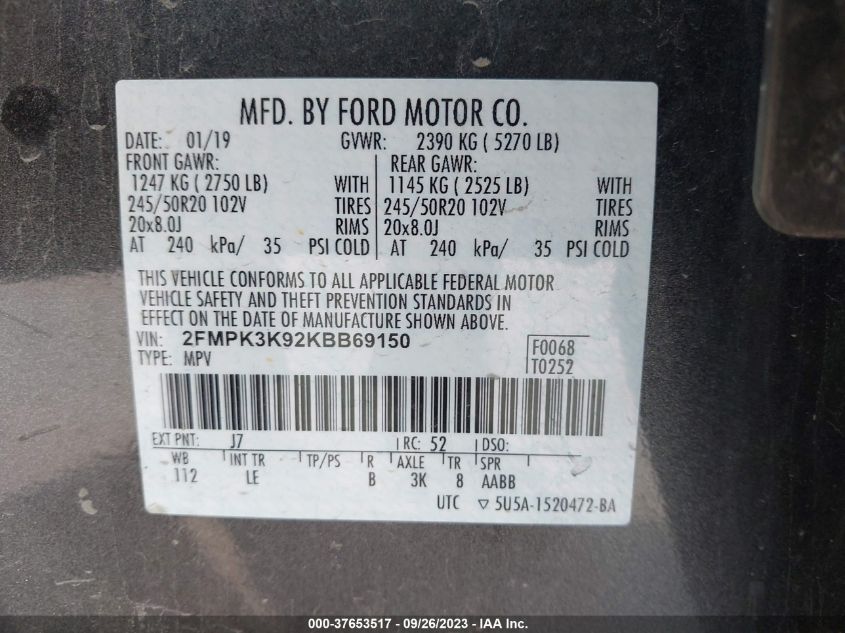 MFD. BY FORD MOTOR CO.
DATE: 01/19 GVWR: 2390 KG ( 5270 LB)
FRONT GAWR: REAR GAWR:
1247 KG ( 2750 LB) WITH 1145 KG ( 2525 LB) WITH
245/50R20 102V TIRES 245/50R20 102V TIRES
20x8.0J RIMS 20x8.0J RIMS
AT 240 kPa/ 35 PSI COLD AT 240 kPa/ 35 PSI COLD
THIS VEHICLE CONFORMS TO ALL APPLICABLE FEDERAL MOTOR
VEHICLE SAFETY AND THEFT PREVENTION STANDARDS IN
EFFECT ON THE DATE OF MANUFACTURE SHOWN ABOVE.
VIN: 2FMPK3K92KBB69150 F0068
TYPE: MPV T0252
EXT PNT: J7 RC: 52 DSO:
WB INT TR TP/PS R AXLE TR SPR
112 LE B 3K 8 AABB
UTC ▽ 5U5A-1520472-BA
000-37653517 - 09/26/2023 - IAA Inc.